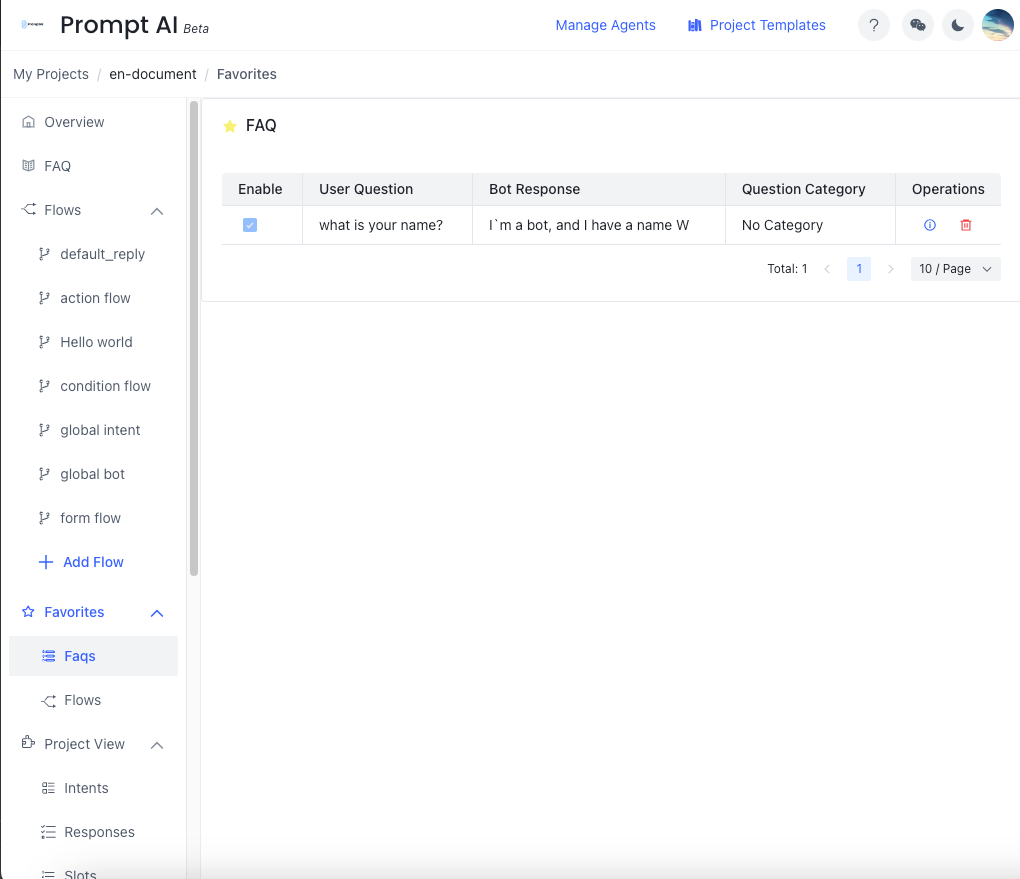 Prompt AI Beta
Manage Agents
Project Templates
?
My Projects / en-document / Favorites
Overview
FAQ
Flows
default_reply
action flow
Hello world
condition flow
global intent
global bot
form flow
Add Flow
Favorites
Faqs
Flows
Project View
Intents
Responses
Slots
FAQ
Enable User Question Bot Response Question Category Operations
what is your name? I`m a bot, and I have a name W No Category
Total: 1 1 10 / Page